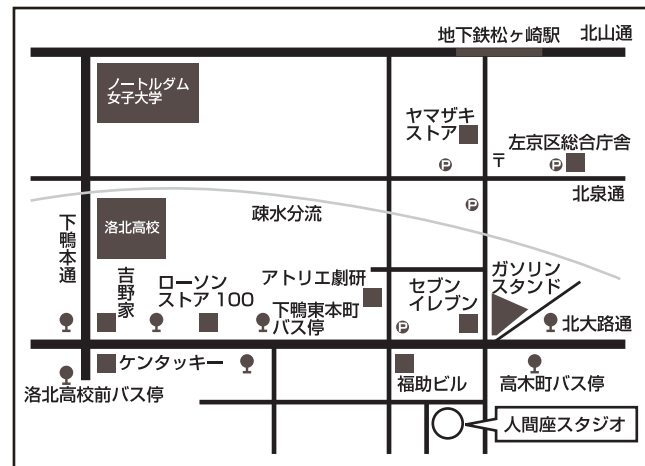 地下鉄松ヶ崎駅
北山通
ノートルダム
女子大学
ヤマザキ
ストア
〒
左京区総合庁舎
P
P
北泉通
P
下鴨本通
洛北高校
疏水分流
吉野家
ローソン
ストア 100
アトリエ劇研
下鴨東本町
バス停
セブン
イレブン
P
ガソリン
スタンド
北大路通
ケンタッキー
洛北高校前バス停
福助ビル
高木町バス停
人間座スタジオ